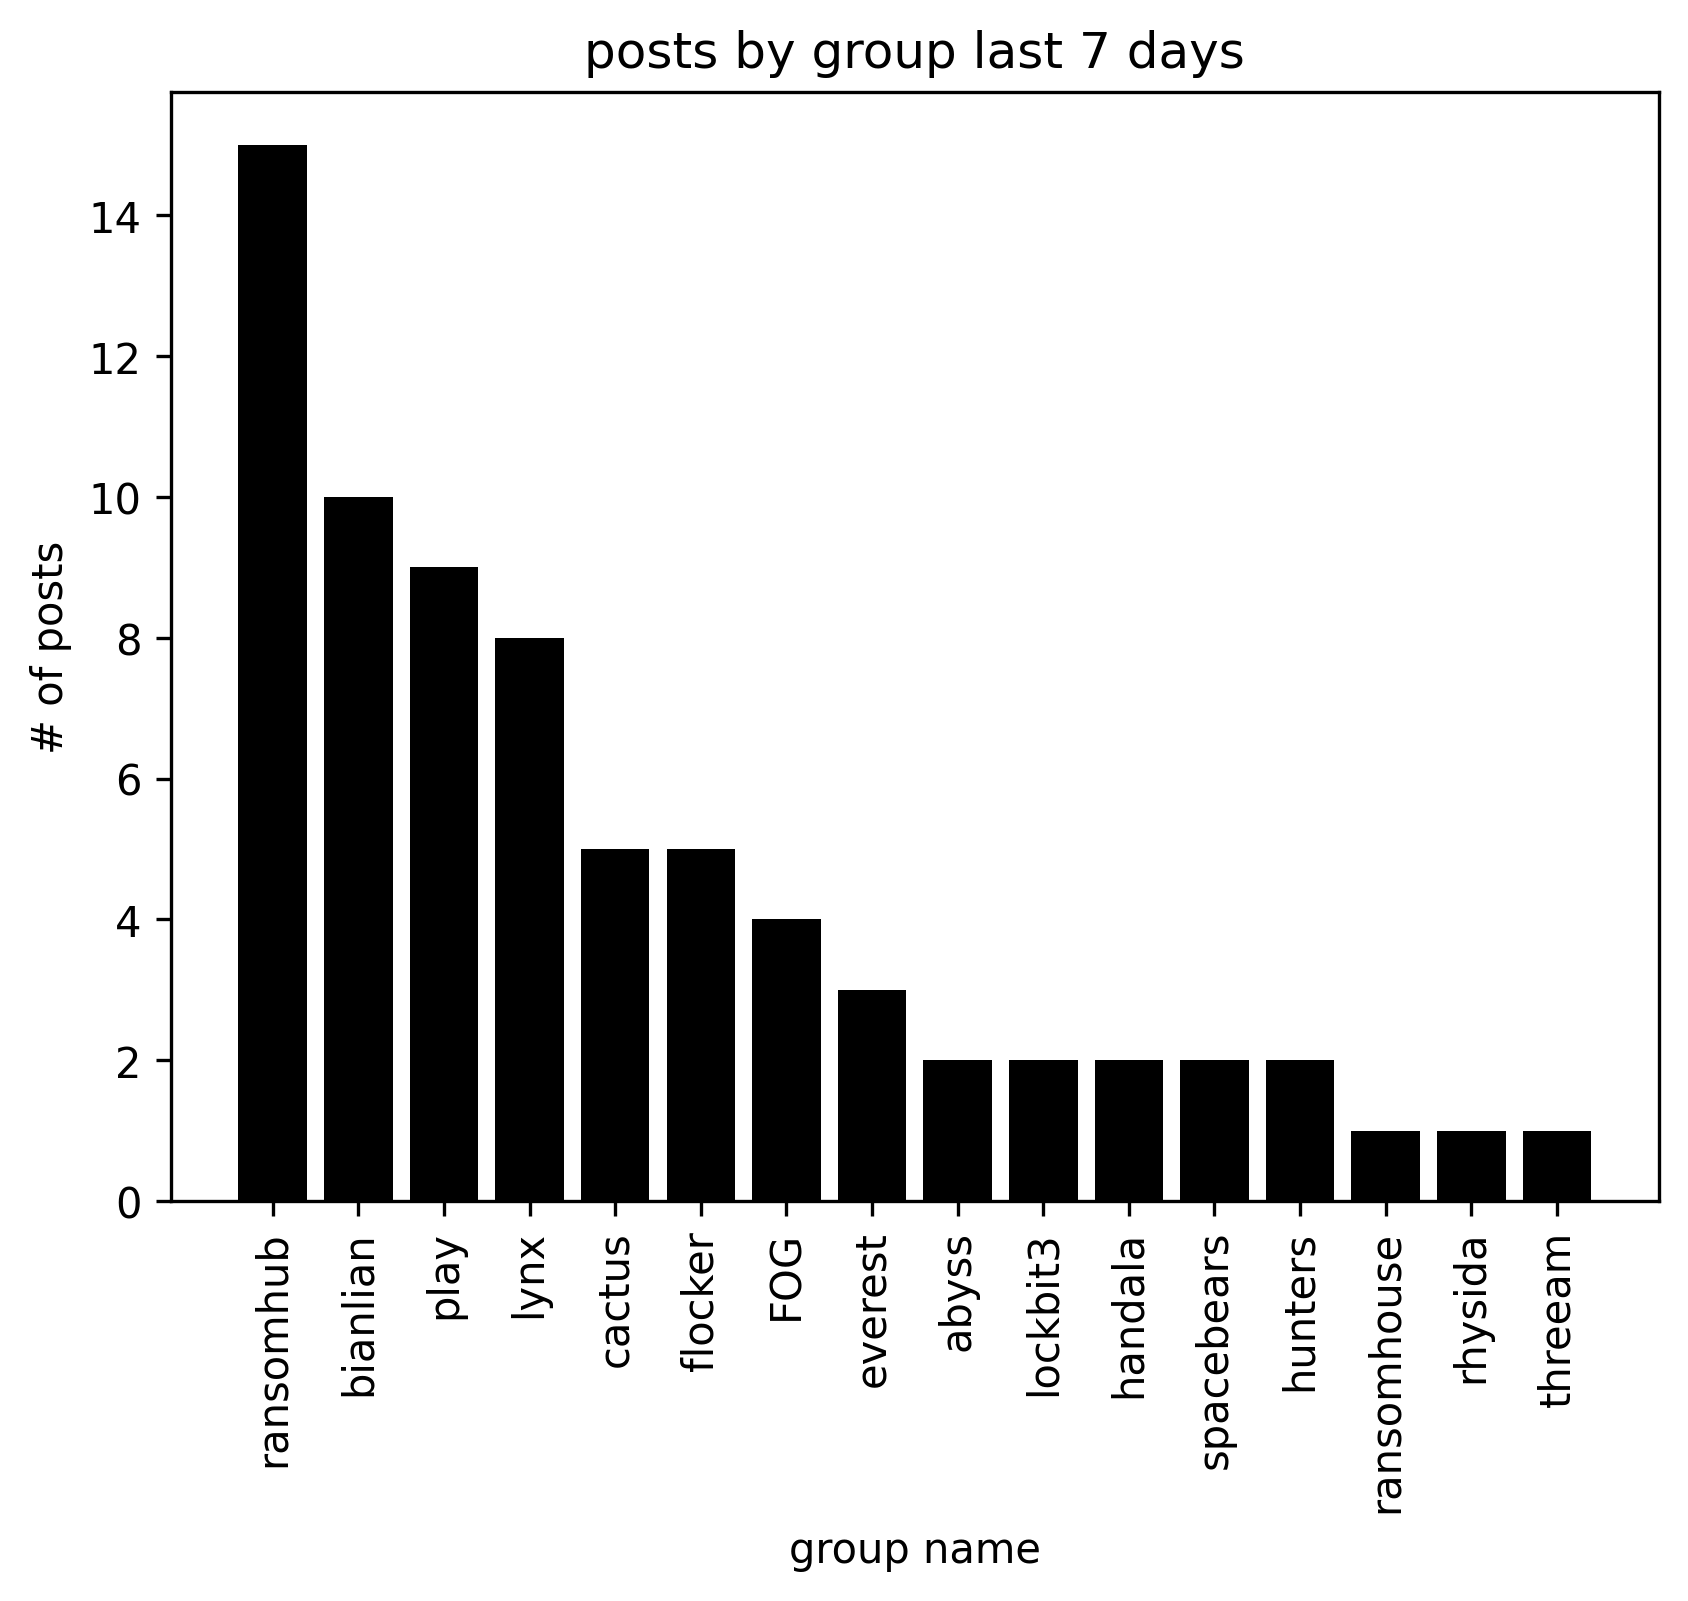 posts by group last 7 days
# of posts
14
12
10
8
6
4
2
0
ransomhub
bianlian
play
lynx
cactus
flocker
FOG
everest
abyss
lockbit3
handala
spacebears
hunters
ransomhouse
rhysida
threeam
group name